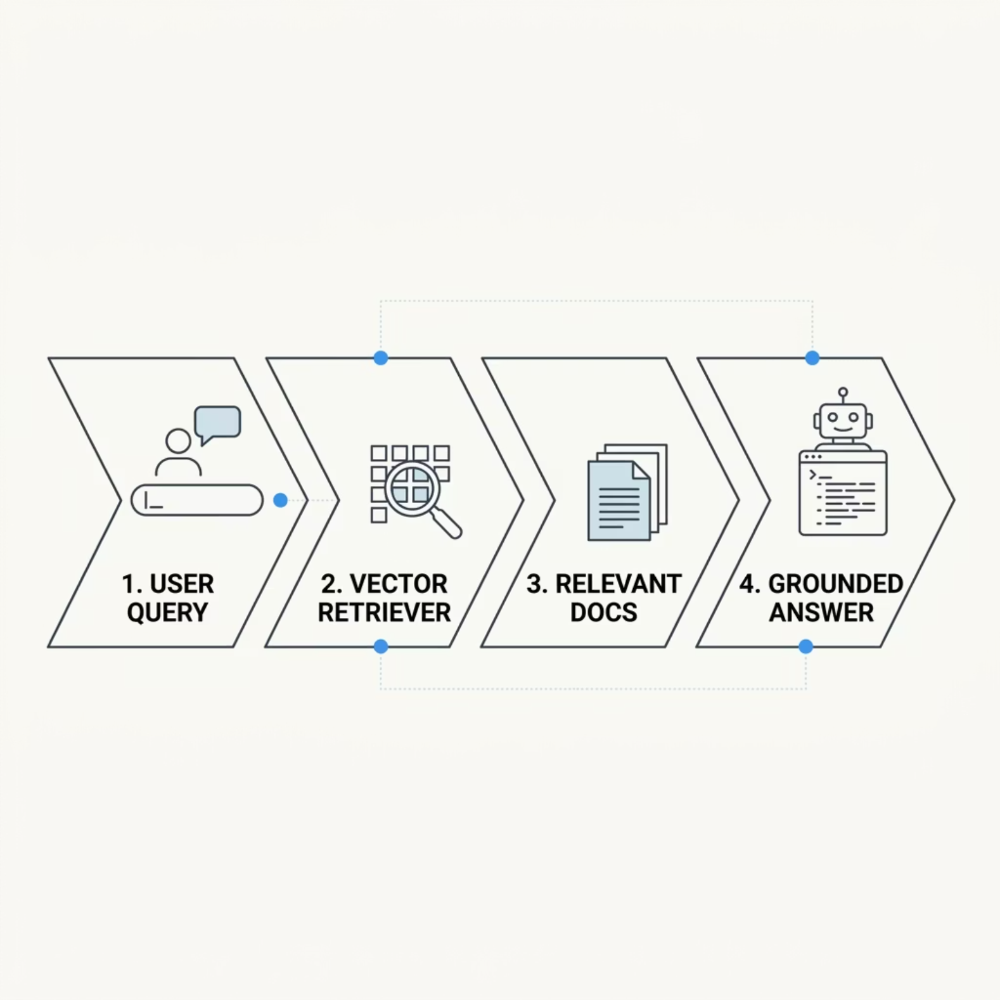 1. USER
QUERY
2. VECTOR
RETRIEVER
3. RELEVANT
DOCS
4. GROUNDED
ANSWER